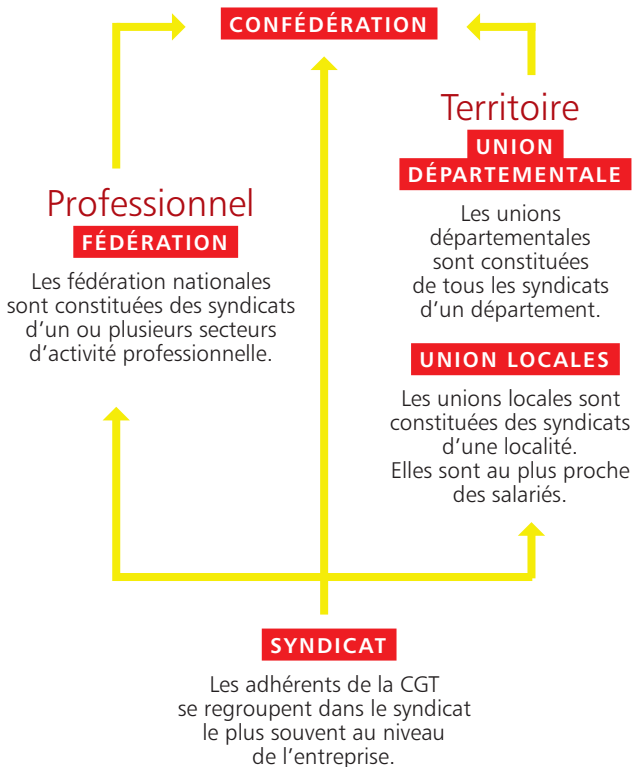 CONFÉDÉRATION
Professionnel
FÉDÉRATION
Les fédération nationales
sont constituées des syndicats
d’un ou plusieurs secteurs
d’activité professionnelle.
Territoire
UNION
DÉPARTEMENTALE
Les unions
départementales
sont constituées
de tous les syndicats
d’un département.
UNION LOCALES
Les unions locales sont
constituées des syndicats
d’une localité.
Elles sont au plus proche
des salariés.
SYNDICAT
Les adhérents de la CGT
se regroupent dans le syndicat
le plus souvent au niveau
de l’entreprise.